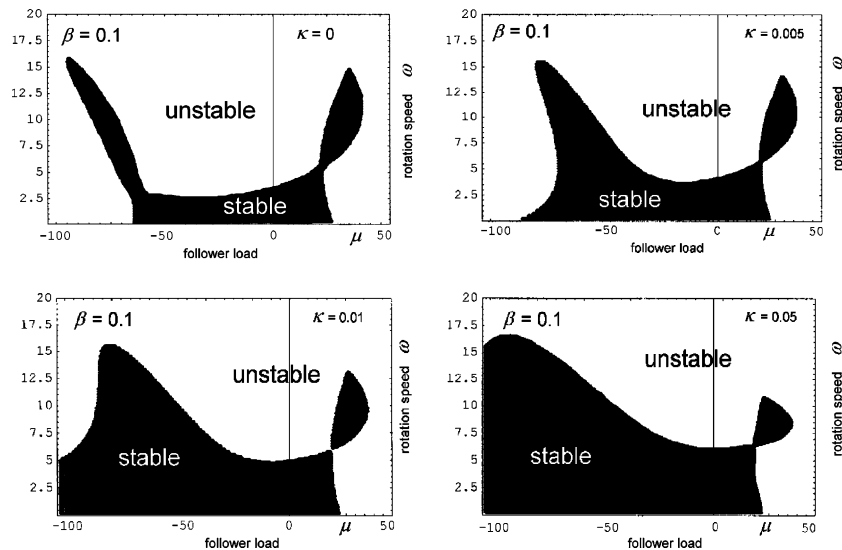 20
β = 0.1
κ = 0
17.5
15
12.5
10
7.5
5
2.5
unstable
stable
rotation speed ω
-100
-50
0
μ
50
follower load
20
β = 0.1
κ = 0.005
17.5
15
12.5
10
7.5
5
2.5
unstable
stable
rotation speed ω
-100
-50
0
μ
50
follower load
20
β = 0.1
κ = 0.01
17.5
15
12.5
10
7.5
5
2.5
unstable
stable
rotation speed ω
-100
-50
0
μ
50
follower load
20
β = 0.1
κ = 0.05
17.5
15
12.5
10
7.5
5
2.5
unstable
stable
rotation speed ω
-100
-50
0
μ
50
follower load